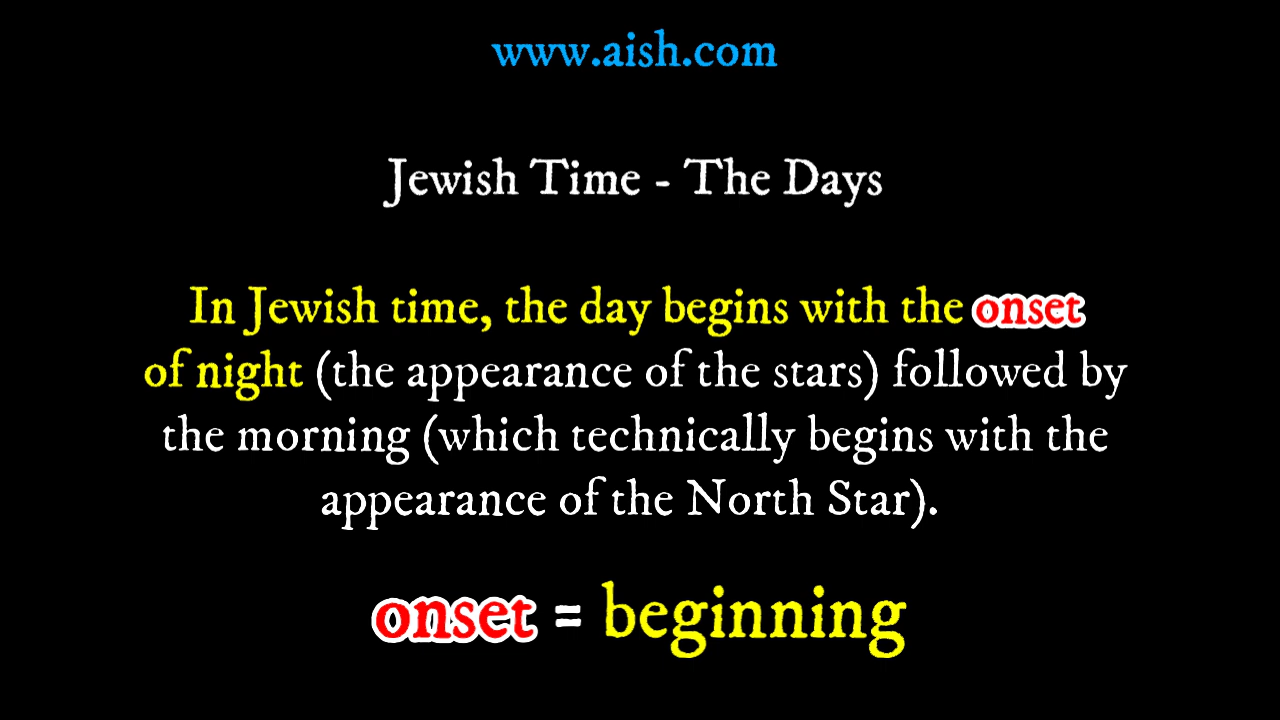 www.aish.com
Jewish Time - The Days
In Jewish time, the day begins with the onset
of night (the appearance of the stars) followed by
the morning (which technically begins with the
appearance of the North Star).
onset = beginning